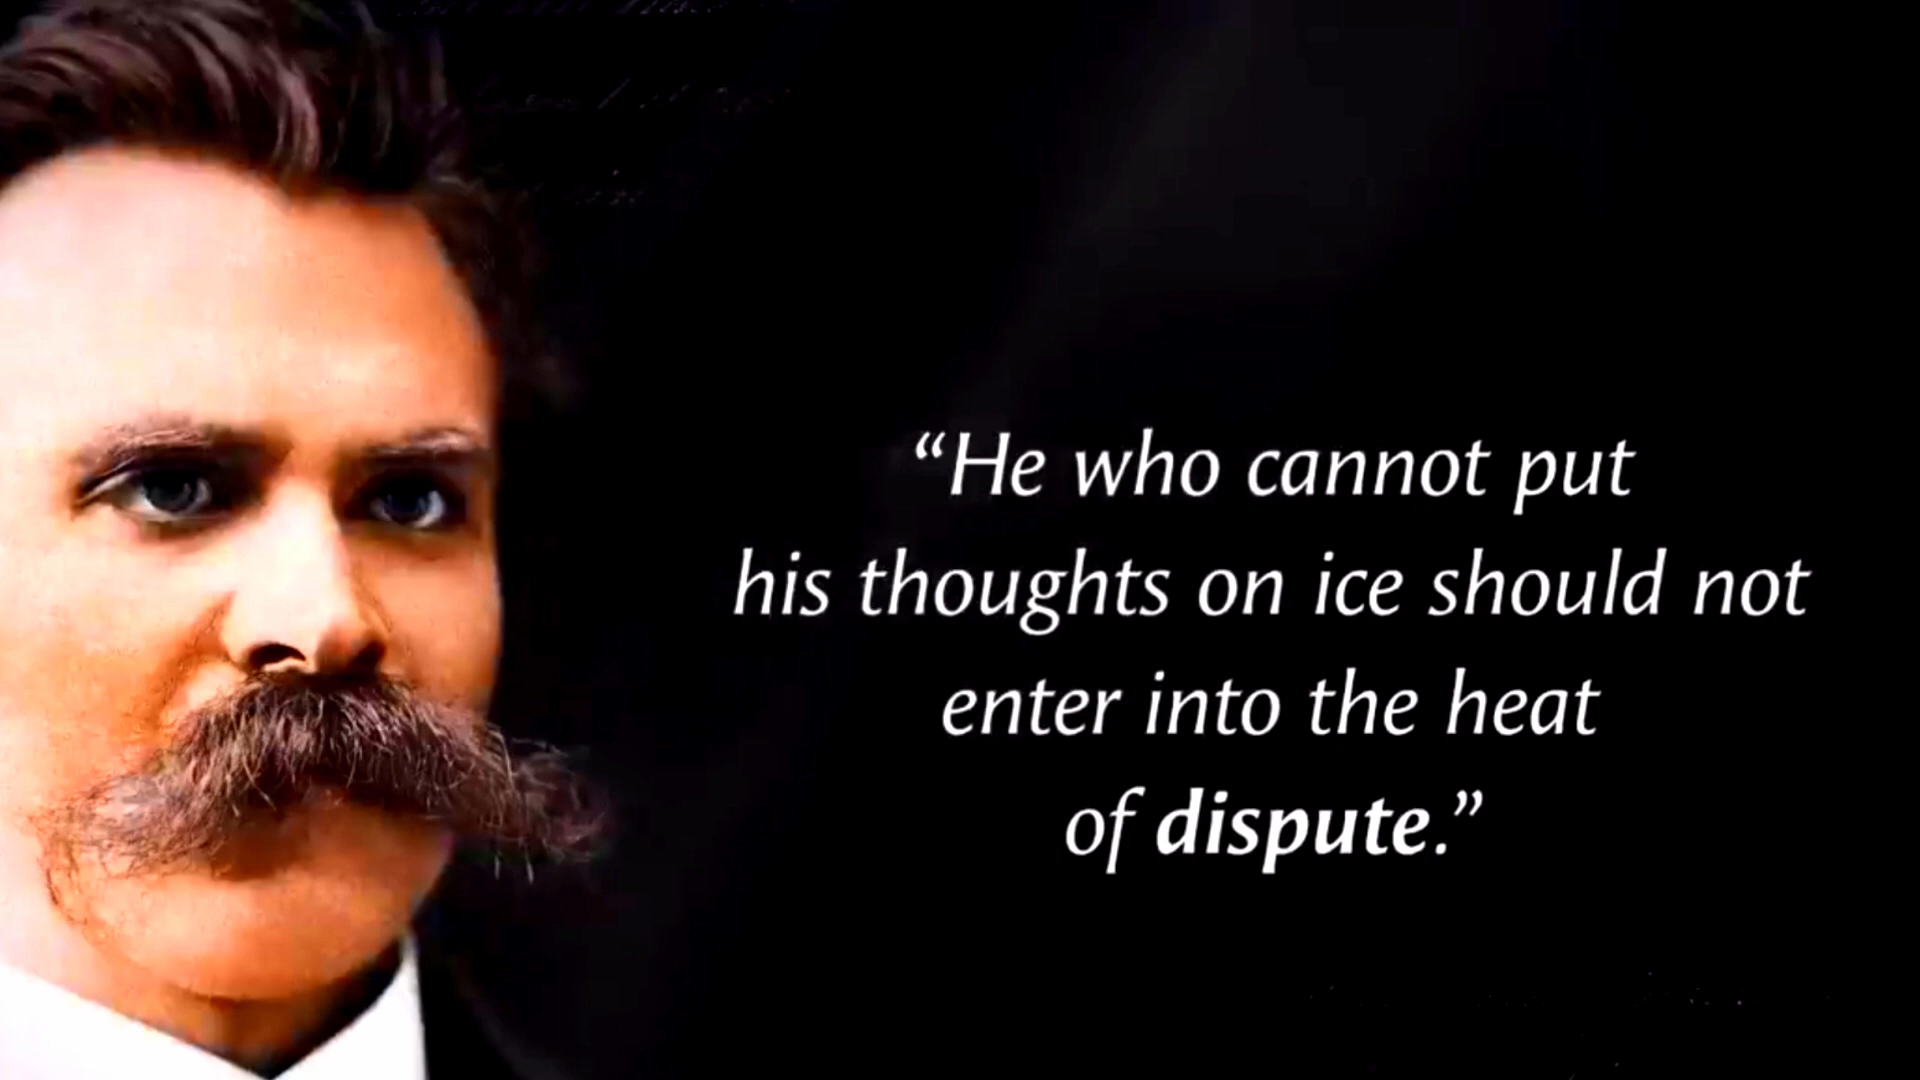 “He who cannot put
his thoughts on ice should not
enter into the heat
of dispute.”